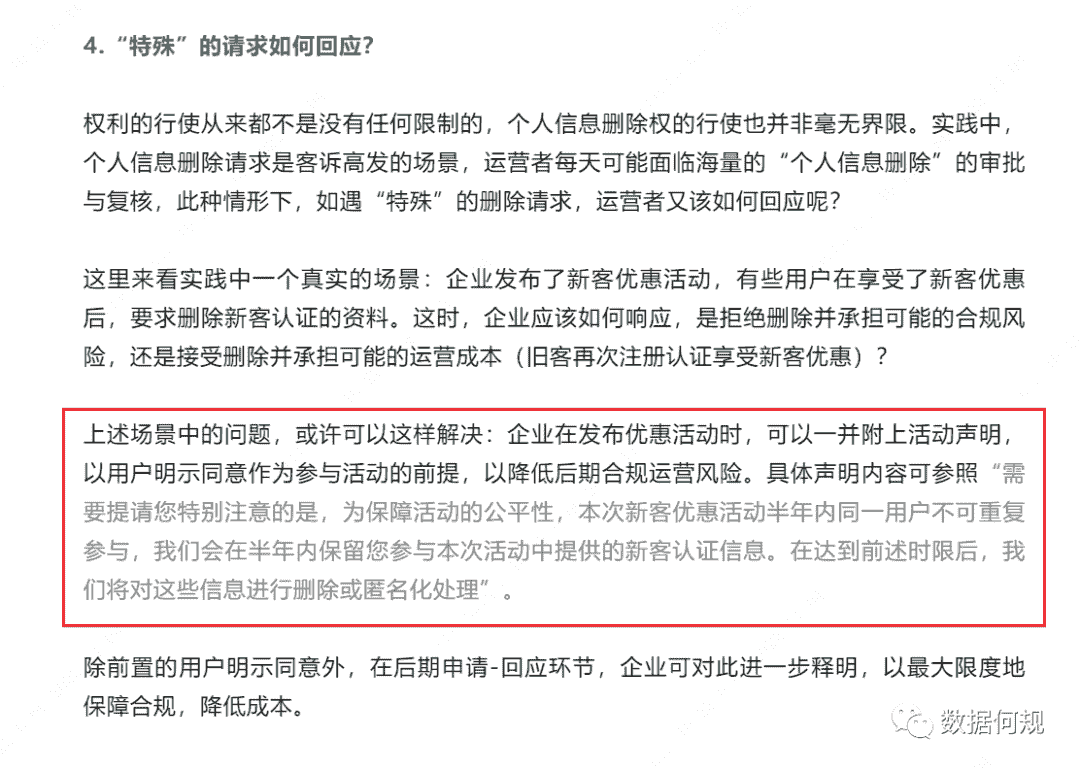 4. “特殊”的请求如何回应？
权利的行使从来都不是没有任何限制的，个人信息删除权的行使也并非毫无界限。实践中，
个人信息删除请求是客诉高发的场景，运营者每天可能面临海量的“个人信息删除”的审批
与复核，此种情形下，如遇“特殊”的删除请求，运营者又该如何回应呢？
这里来看实践中一个真实的场景：企业发布了新客优惠活动，有些用户在享受了新客优惠
后，要求删除新客认证的资料。这时，企业应该如何响应，是拒绝删除并承担可能的合规风
险，还是接受删除并承担可能的运营成本（旧客再次注册认证享受新客优惠）？
上述场景中的问题，或许可以这样解决：企业在发布优惠活动时，可以一并附上活动声明，
以用户明示同意作为参与活动的前提，以降低后期合规运营风险。具体声明内容可参照“需
要提请您特别注意的是，为保障活动的公平性，本次新客优惠活动半年内同一用户不可重复
参与，我们会在半年内保留您参与本次活动中提供的新客认证信息。在达到前述时限后，我
们将对这些信息进行删除或匿名化处理”。
除前置的用户明示同意外，在后期申请-回应环节，企业可对此进一步释明，以最大限度地
保障合规，降低成本。
数据何规